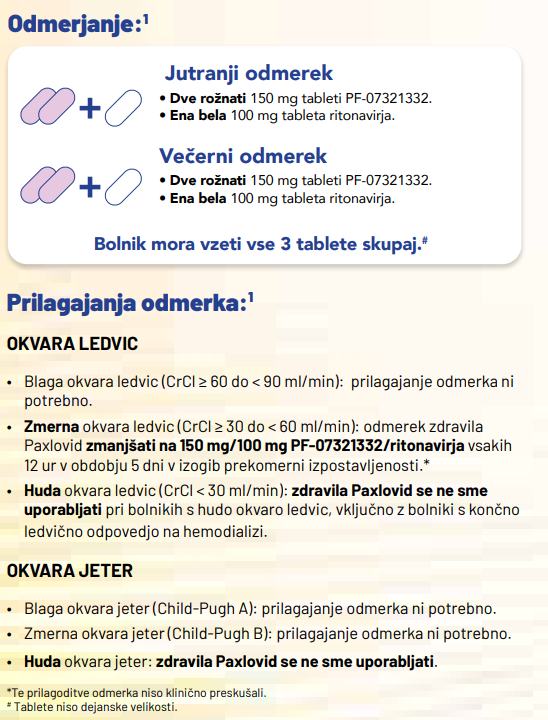 Odmerjanje:¹
Jutranji odmerek
• Dve rožnati 150 mg tableti PF-07321332.
• Ena bela 100 mg tableta ritonavirja.
Večerni odmerek
• Dve rožnati 150 mg tableti PF-07321332.
• Ena bela 100 mg tableta ritonavirja.
Bolnik mora vzeti vse 3 tablete skupaj.#
Prilagajanja odmerka:¹
OKVARA LEDVIC
• Blaga okvara ledvic (CrCl ≥ 60 do < 90 ml/min): prilagajanje odmerka ni
potrebno.
• Zmerna okvara ledvic (CrCl ≥ 30 do < 60 ml/min): odmerek zdravila
Paxlovid zmanjšati na 150 mg/100 mg PF-07321332/ritonavirja vsakih
12 ur v obdobju 5 dni v izogib prekomerni izpostavljenosti.*
• Huda okvara ledvic (CrCl < 30 ml/min): zdravila Paxlovid se ne sme
uporabljati pri bolnikih s hudo okvaro ledvic, vključno z bolniki s končno
ledvično odpovedjo na hemodializi.
OKVARA JETER
• Blaga okvara jeter (Child-Pugh A): prilagajanje odmerka ni potrebno.
• Zmerna okvara jeter (Child-Pugh B): prilagajanje odmerka ni potrebno.
• Huda okvara jeter: zdravila Paxlovid se ne sme uporabljati.
*Te prilagoditve odmerka niso klinično preskušali.
# Tablete niso dejanske velikosti.